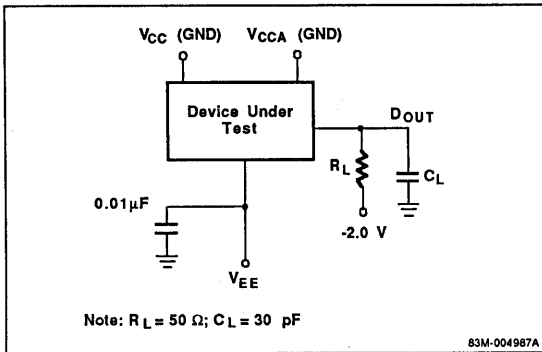 VCC (GND) VCCA (GND)
Device Under
Test
DOUT
RL
CL
0.01μF
-2.0 V
VEE
Note: RL = 50 Ω; CL = 30 pF
83M-004987A